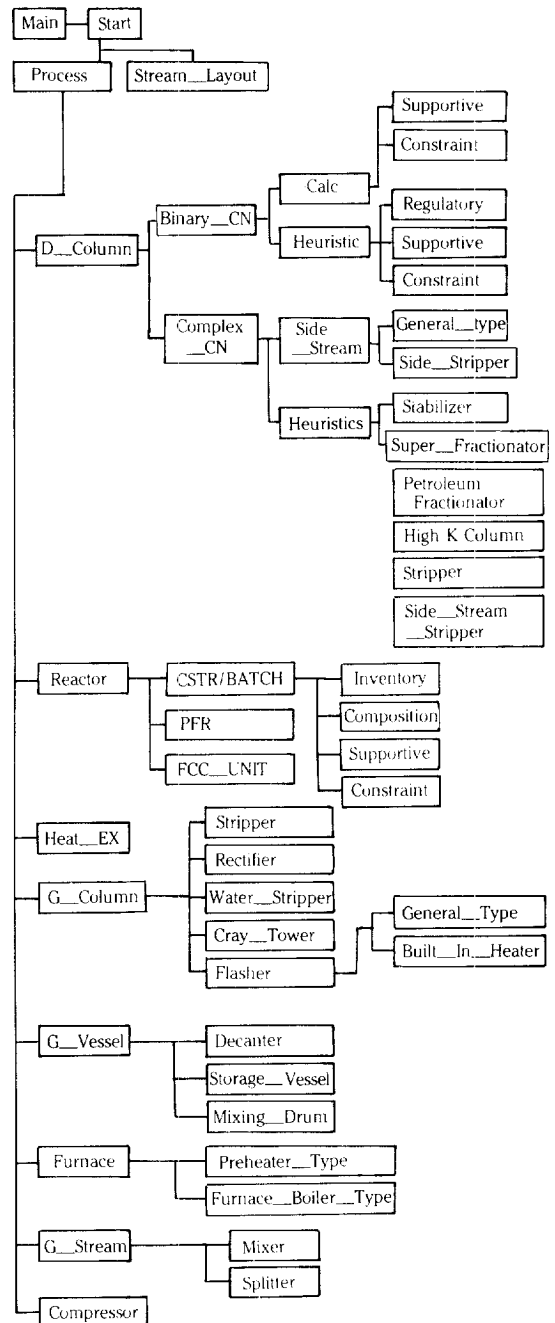 Main
Start
Process
Stream__Layout
Supportive
Constraint
Calc
Binary__CN
Regulatory
Heuristic
Supportive
D__Column
Constraint
Complex
__CN
Side
__Stream
General__type
Side__Stripper
Heuristics
Stabilizer
Super__Fractionator
Petroleum
Fractionator
High K Column
Stripper
Side__Stream
__Stripper
Reactor
CSTR/BATCH
Inventory
PFR
Composition
FCC__UNIT
Supportive
Constraint
Stripper
Heat__EX
Rectifier
G__Column
Water__Stripper
General__Type
Cray__Tower
Built__In__Heater
Flasher
G__Vessel
Decanter
Storage__Vessel
Mixing__Drum
Furnace
Preheater__Type
Furnace__Boiler__Type
G__Stream
Mixer
Splitter
Compressor